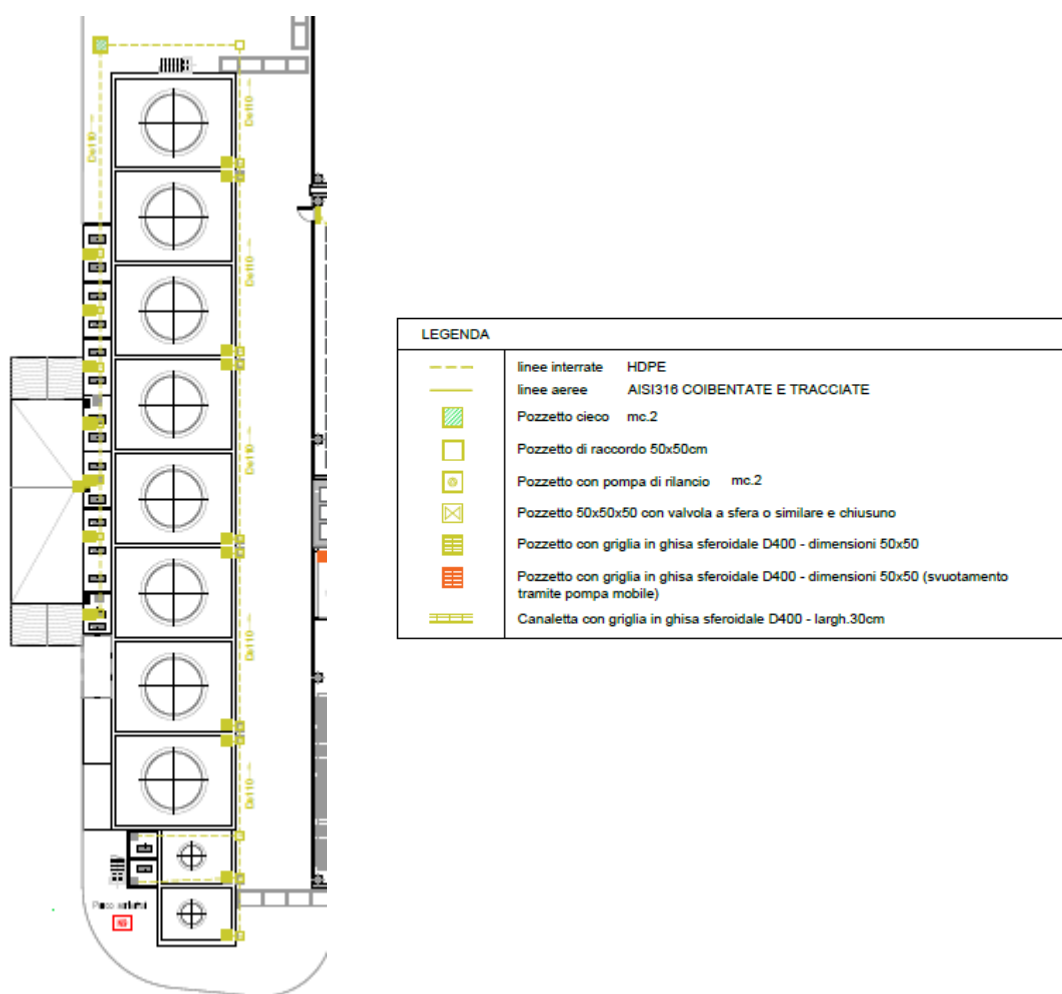 De110
De110
De110
De110
De110
De110
LEGENDA
linee interrate HDPE
linee aeree AISI316 COIBENTATE E TRACCIATE
Pozzetto cieco mc.2
Pozzetto di raccordo 50x50cm
Pozzetto con pompa di rilancio mc.2
Pozzetto 50x50x50 con valvola a sfera o similare e chiusuno
Pozzetto con griglia in ghisa sferoidale D400 - dimensioni 50x50
Pozzetto con griglia in ghisa sferoidale D400 - dimensioni 50x50 (svuotamento
tramite pompa mobile)
Canaletta con griglia in ghisa sferoidale D400 - largh.30cm